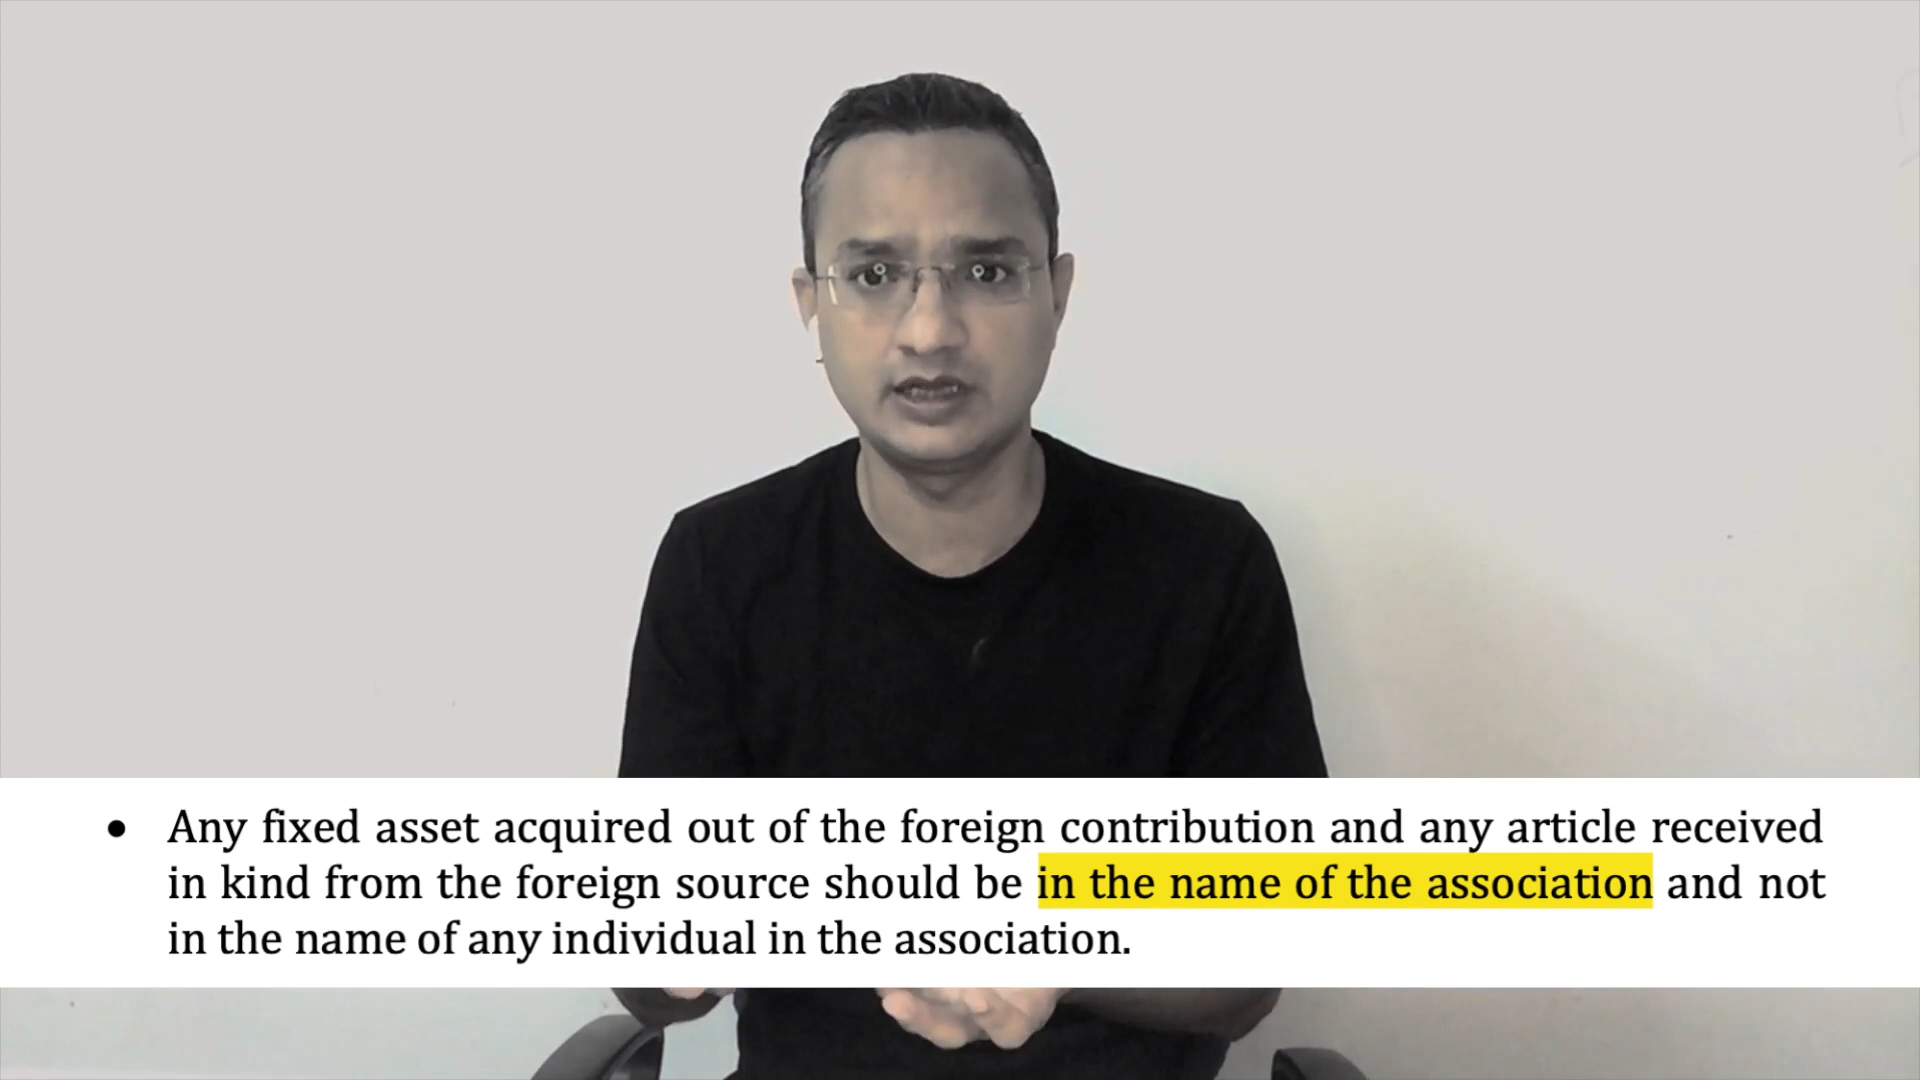 • Any fixed asset acquired out of the foreign contribution and any article received
in kind from the foreign source should be in the name of the association and not
in the name of any individual in the association.